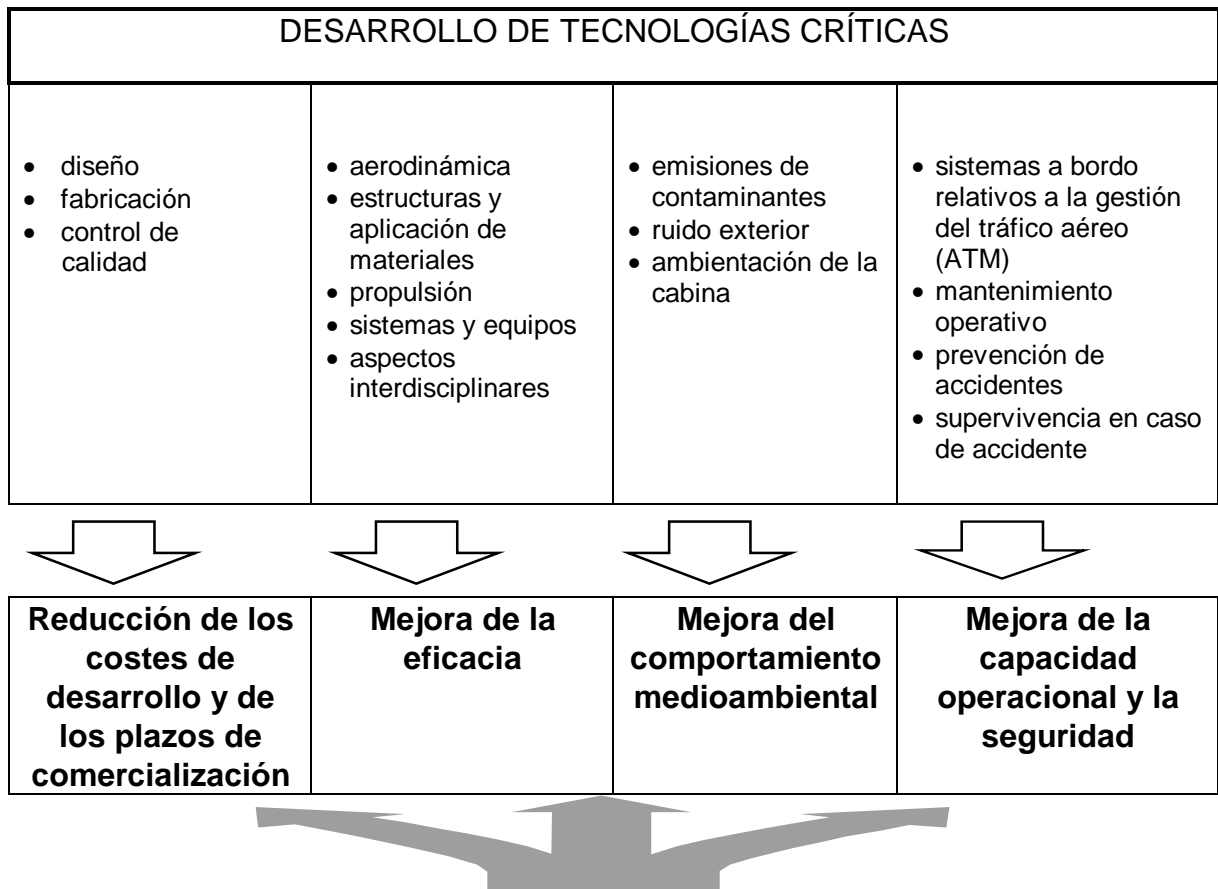 DESARROLLO DE TECNOLOGÍAS CRÍTICAS
• diseño
• fabricación
• control de
calidad
• aerodinámica
• estructuras y
aplicación de
materiales
• propulsión
• sistemas y equipos
• aspectos
interdisciplinares
• emisiones de
contaminantes
• ruido exterior
• ambientación de la
cabina
• sistemas a bordo
relativos a la gestión
del tráfico aéreo
(ATM)
• mantenimiento
operativo
• prevención de
accidentes
• supervivencia en caso
de accidente
Reducción de los
costes de
desarrollo y de
los plazos de
comercialización
Mejora de la
eficacia
Mejora del
comportamiento
medioambiental
Mejora de la
capacidad
operacional y la
seguridad